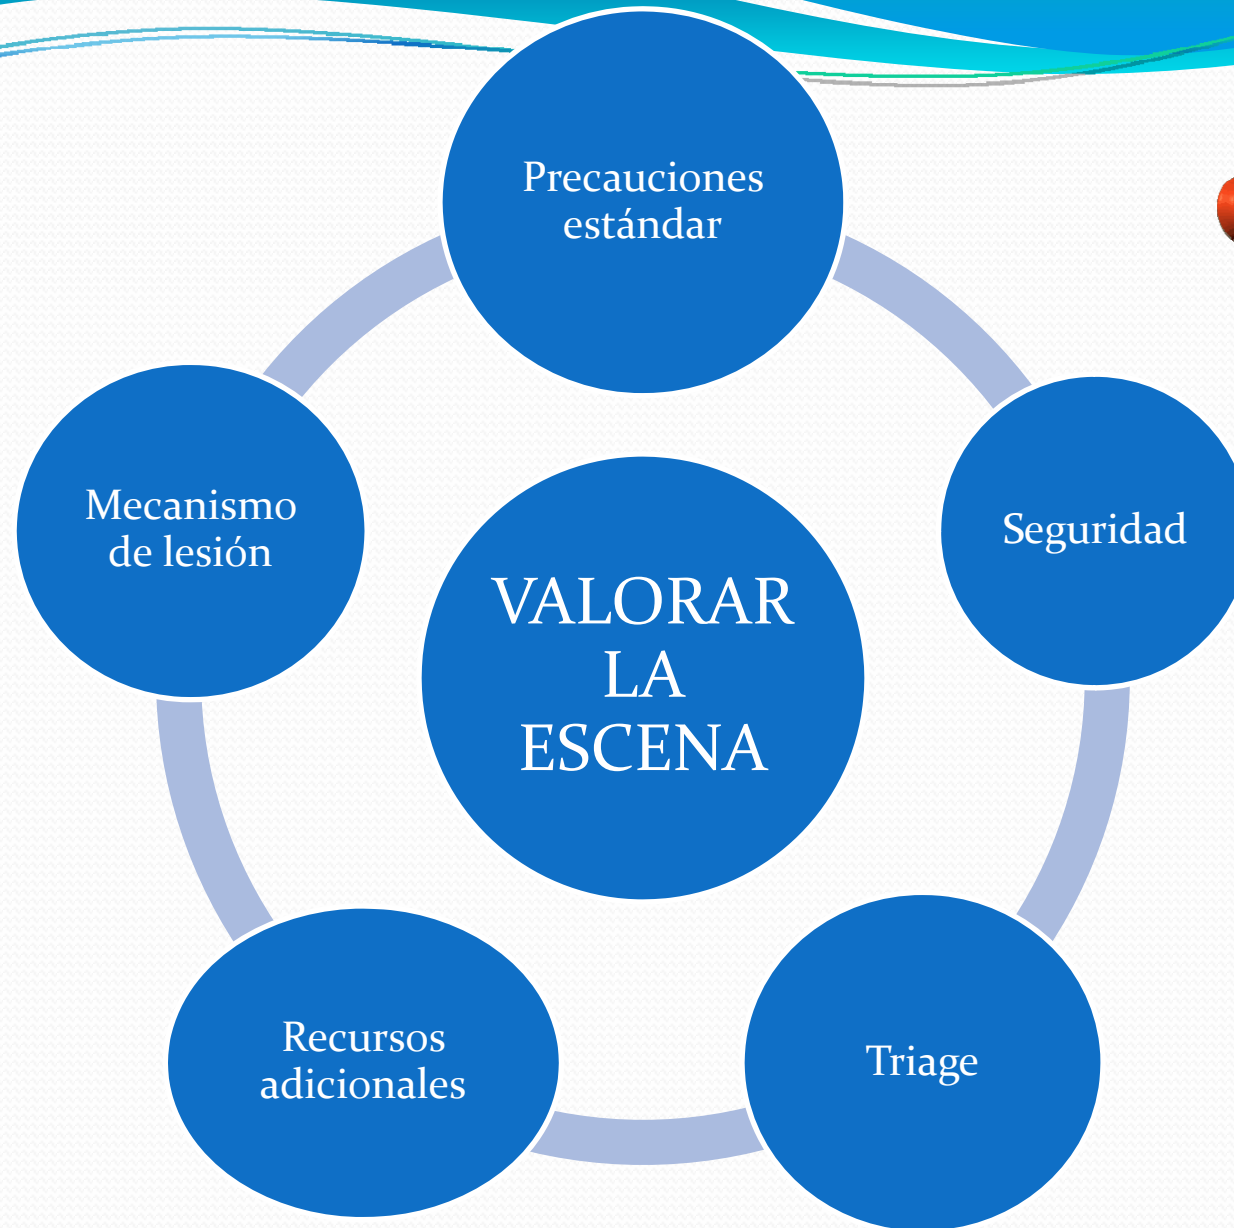 Precauciones
estándar
Seguridad
Triage
Recursos
adicionales
Mecanismo
de lesión
VALORAR
LA
ESCENA